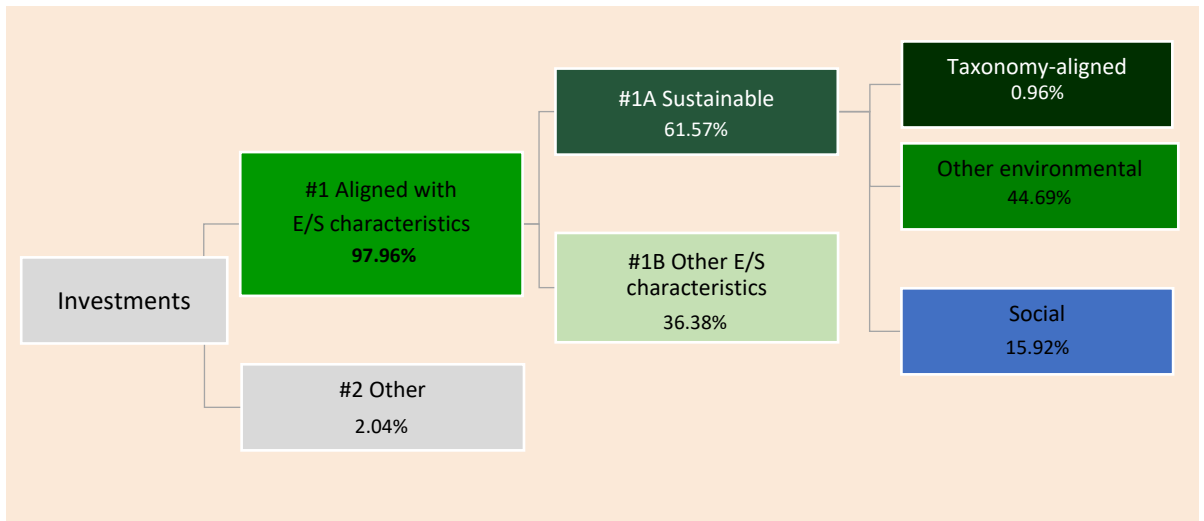 Investments
#1 Aligned with
E/S characteristics
97.96%
#2 Other
2.04%
#1A Sustainable
61.57%
#1B Other E/S
characteristics
36.38%
Taxonomy-aligned
0.96%
Other environmental
44.69%
Social
15.92%